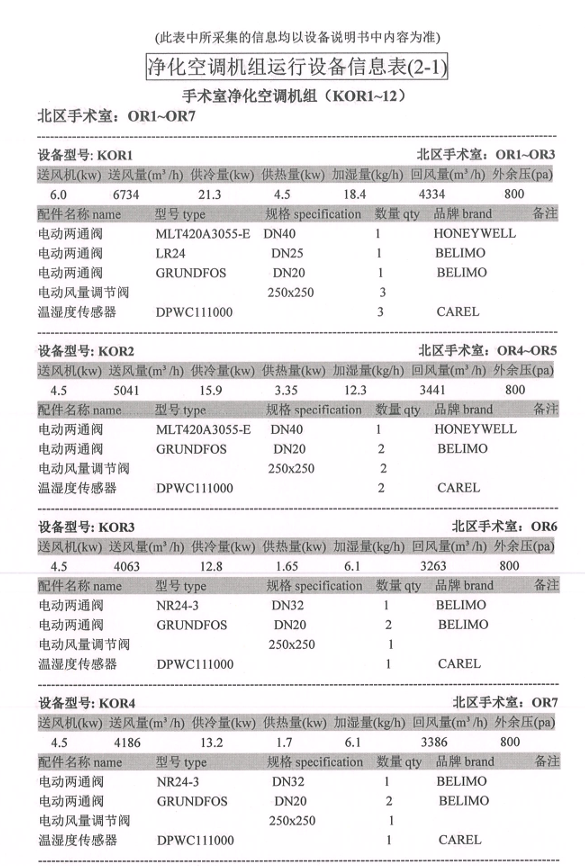 (此表中所采集的信息均以设备说明书中内容为准)
净化空调机组运行设备信息表(2-1)
手术室净化空调机组（KOR1~12）
北区手术室：OR1~OR7
设备型号: KOR1 北区手术室：OR1~OR3
送风机(kw) 送风量(m³/h) 供冷量(kw) 供热量(kw) 加湿量(kg/h) 回风量(m³/h) 外余压(pa)
6.0 6734 21.3 4.5 18.4 4334 800
配件名称 name 型号 type 规格 specification 数量 qty 品牌 brand 备注
电动两通阀 MLT420A3055-E DN40 1 HONEYWELL
电动两通阀 LR24 DN25 1 BELIMO
电动两通阀 GRUNDFOS DN20 1 BELIMO
电动风量调节阀 250x250 3
温湿度传感器 DPWC111000 3 CAREL
设备型号: KOR2 北区手术室：OR4~OR5
送风机(kw) 送风量(m³/h) 供冷量(kw) 供热量(kw) 加湿量(kg/h) 回风量(m³/h) 外余压(pa)
4.5 5041 15.9 3.35 12.3 3441 800
配件名称 name 型号 type 规格 specification 数量 qty 品牌 brand 备注
电动两通阀 MLT420A3055-E DN40 1 HONEYWELL
电动两通阀 GRUNDFOS DN20 2 BELIMO
电动风量调节阀 250x250 2
温湿度传感器 DPWC111000 2 CAREL
设备型号: KOR3 北区手术室：OR6
送风机(kw) 送风量(m³/h) 供冷量(kw) 供热量(kw) 加湿量(kg/h) 回风量(m³/h) 外余压(pa)
4.5 4063 12.8 1.65 6.1 3263 800
配件名称 name 型号 type 规格 specification 数量 qty 品牌 brand 备注
电动两通阀 NR24-3 DN32 1 BELIMO
电动两通阀 GRUNDFOS DN20 2 BELIMO
电动风量调节阀 250x250 1
温湿度传感器 DPWC111000 1 CAREL
设备型号: KOR4 北区手术室：OR7
送风机(kw) 送风量(m³/h) 供冷量(kw) 供热量(kw) 加湿量(kg/h) 回风量(m³/h) 外余压(pa)
4.5 4186 13.2 1.7 6.1 3386 800
配件名称 name 型号 type 规格 specification 数量 qty 品牌 brand 备注
电动两通阀 NR24-3 DN32 1 BELIMO
电动两通阀 GRUNDFOS DN20 2 BELIMO
电动风量调节阀 250x250 1
温湿度传感器 DPWC111000 1 CAREL